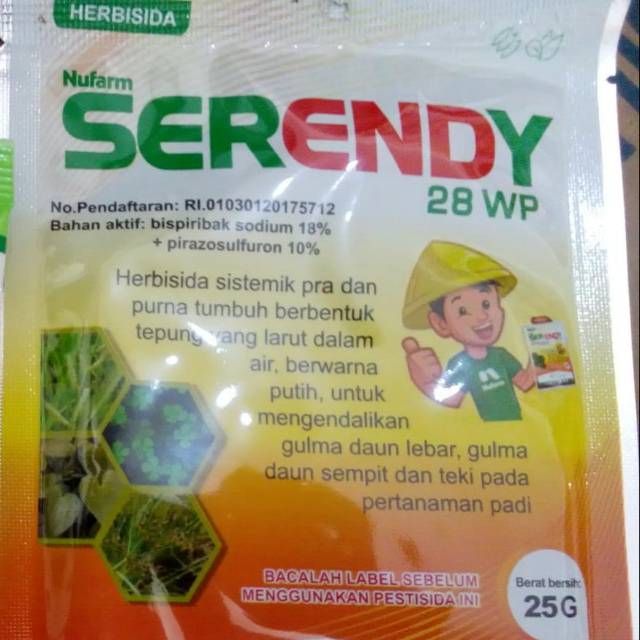 HERBISIDA
Nufarm
SERENDY
28 WP
No.Pendaftaran: RI.01030120175712
Bahan aktif: bispiribak sodium 18%
+ pirazosulfuron 10%
Herbisida sistemik pra dan
purna tumbuh berbentuk
tepung yang larut dalam
air, berwarna
putih, untuk
mengendalikan
gulma daun lebar, gulma
daun sempit dan teki pada
pertanaman padi
SERENDY
BACALAH LABEL SEBELUM
MENGGUNAKAN PESTISIDA INI
Berat bersih:
25G